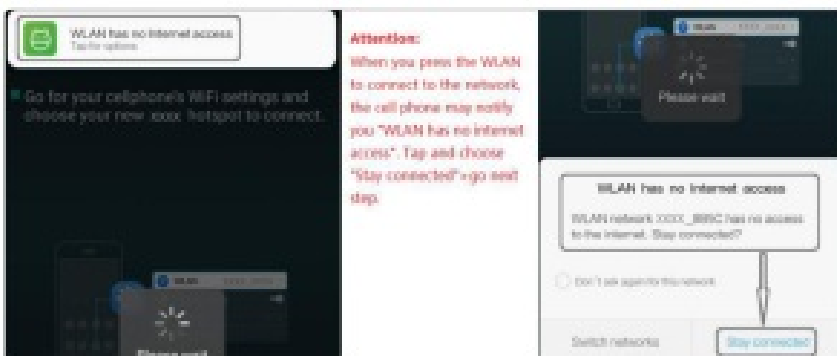 WLAN has no Internet access
Tap for options
Go for your cellphone's WiFi settings and
choose your new xxxx hotspot to connect.
WLAN
Please wait
Attention:
When you press the WLAN
to connect to the network,
the cell phone may notify
you "WLAN has no internet
access". Tap and choose
"Stay connected"
go next
step.
WLAN
Please wait
WLAN has no Internet access
WLAN network XXXX_ has no access
to the internet. Stay connected?
Don't ask again for this network
Switch networks
Stay connected